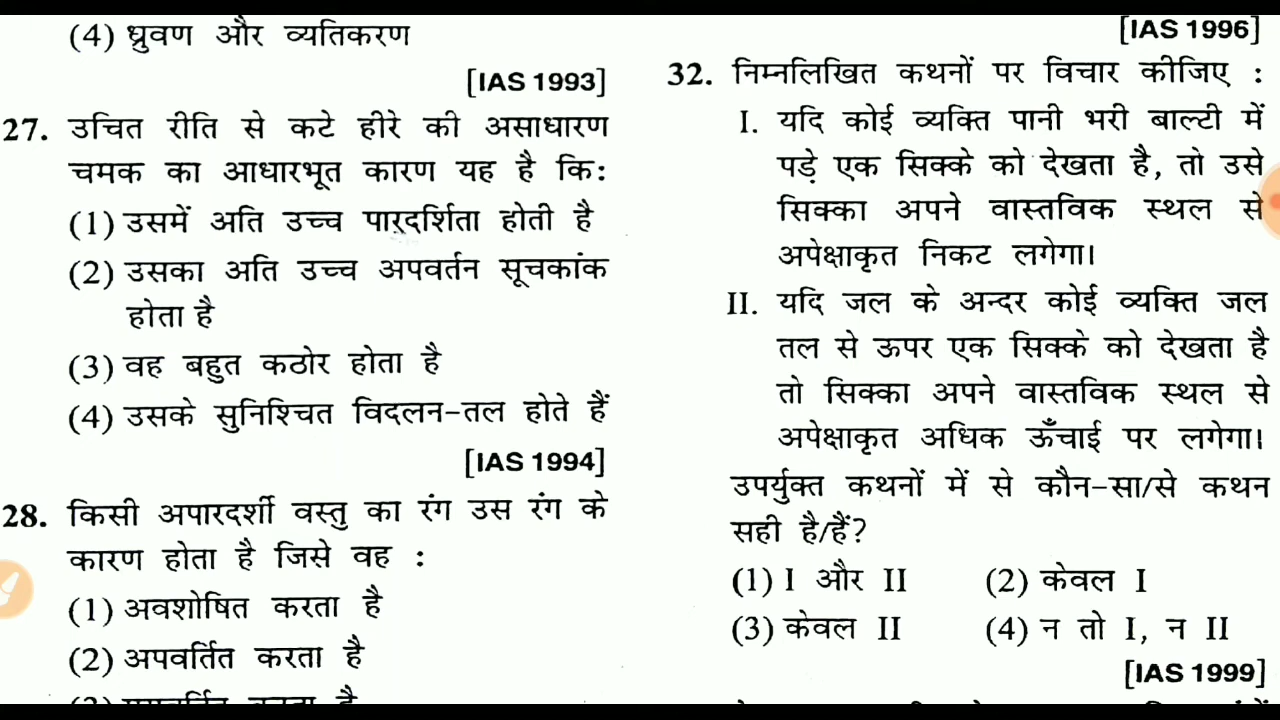 (4) ध्रुवण और व्यतिकरण
[IAS 1993]
27. उचित रीति से कटे हीरे की असाधारण
चमक का आधारभूत कारण यह है कि:
(1) उसमें अति उच्च पारदर्शिता होती है
(2) उसका अति उच्च अपवर्तन सूचकांक
होता है
(3) वह बहुत कठोर होता है
(4) उसके सुनिश्चित विदलन-तल होते हैं
[IAS 1994]
28. किसी अपारदर्शी वस्तु का रंग उस रंग के
कारण होता है जिसे वह :
(1) अवशोषित करता है
(2) अपवर्तित करता है
[IAS 1996]
32. निम्नलिखित कथनों पर विचार कीजिए :
I. यदि कोई व्यक्ति पानी भरी बाल्टी में
पड़े एक सिक्के को देखता है, तो उसे
सिक्का अपने वास्तविक स्थल से
अपेक्षाकृत निकट लगेगा।
II. यदि जल के अन्दर कोई व्यक्ति जल
तल से ऊपर एक सिक्के को देखता है
तो सिक्का अपने वास्तविक स्थल से
अपेक्षाकृत अधिक ऊँचाई पर लगेगा।
उपर्युक्त कथनों में से कौन-सा/से कथन
सही है/हैं?
(1) I और II (2) केवल I
(3) केवल II (4) न तो I, न II
[IAS 1999]